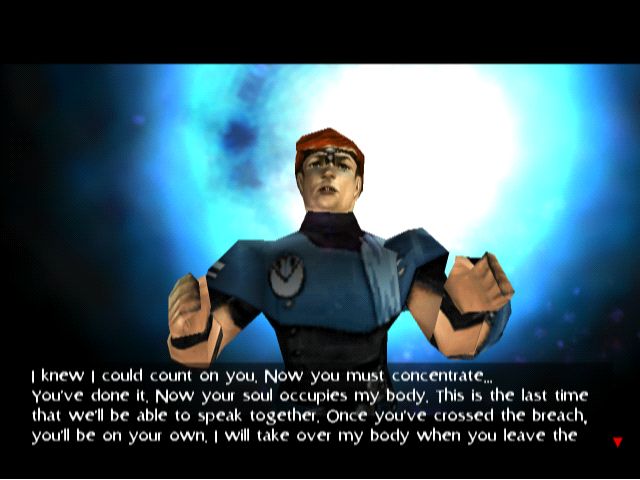 I knew I could count on you. Now you must concentrate...
You've done it. Now your soul occupies my body. This is the last time
that we'll be able to speak together. Once you've crossed the breach,
you'll be on your own. I will take over my body when you leave the